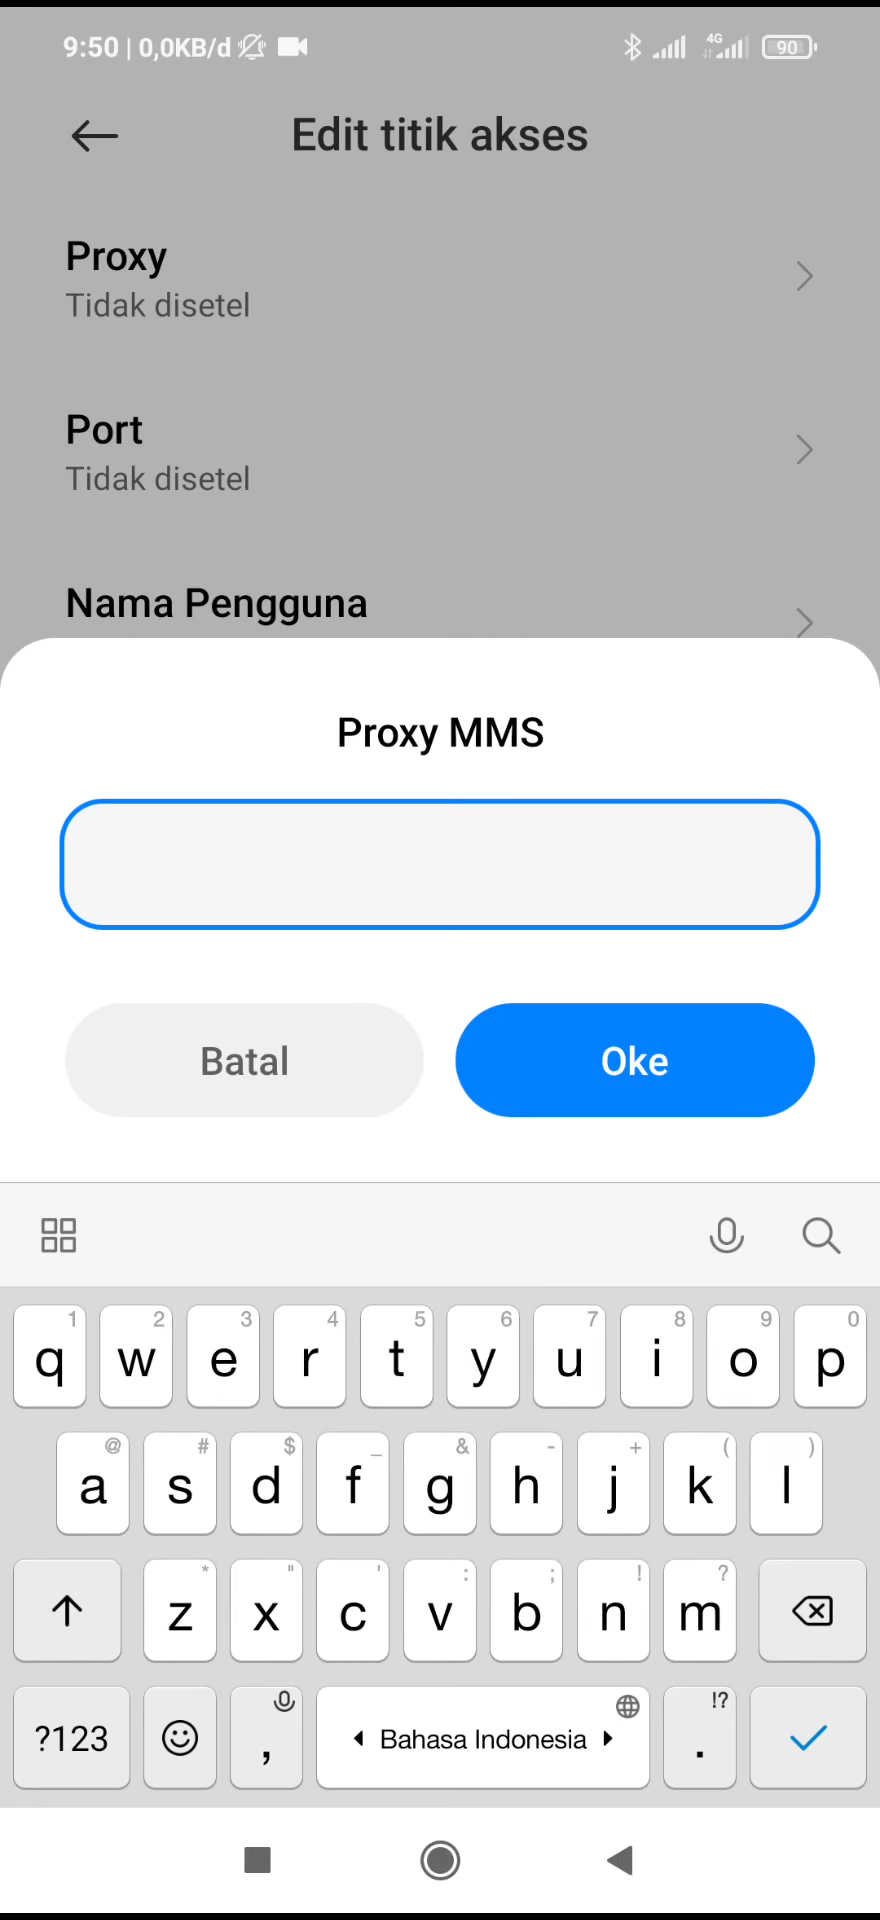 9:50 | 0,0KB/d
4G
90
Edit titik akses
Proxy
Tidak disetel
Port
Tidak disetel
Nama Pengguna
Proxy MMS
Batal
Oke
1 2 3 4 5 6 7 8 9 0
q w e r t y u i o p
@ # $ _ & - + ( )
a s d f g h j k l
* " ' : ; ! ?
z x c v b n m
!?
?123 , Bahasa Indonesia .